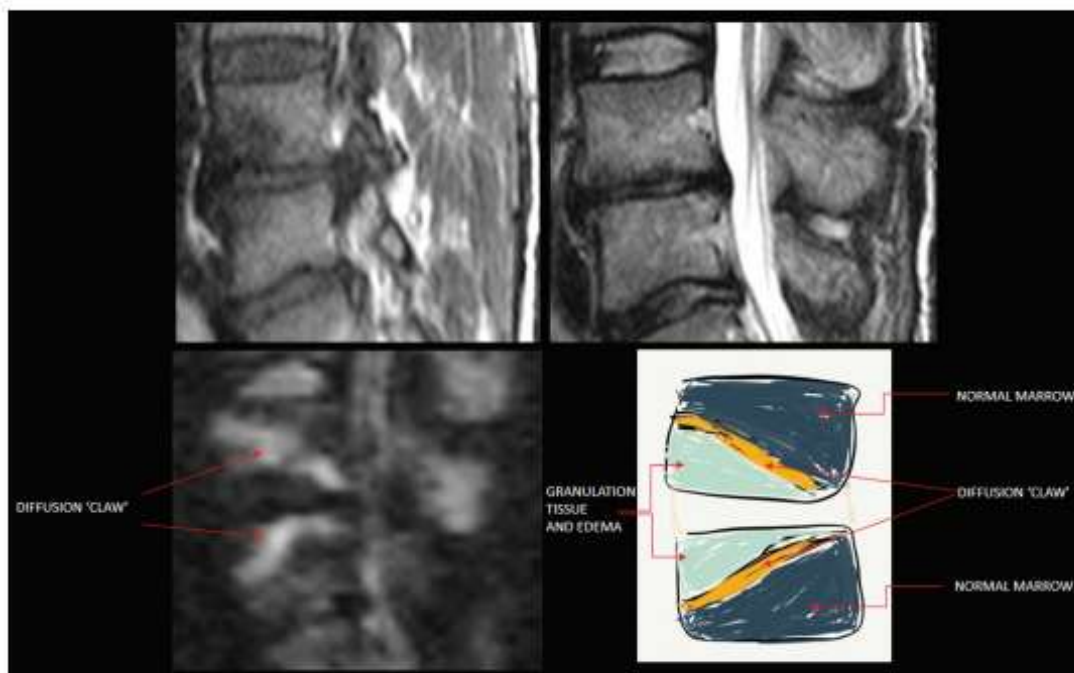 NORMAL MARROW
DIFFUSION 'CLAW'
GRANULATION
TISSUE
AND EDEMA
DIFFUSION 'CLAW'
NORMAL MARROW